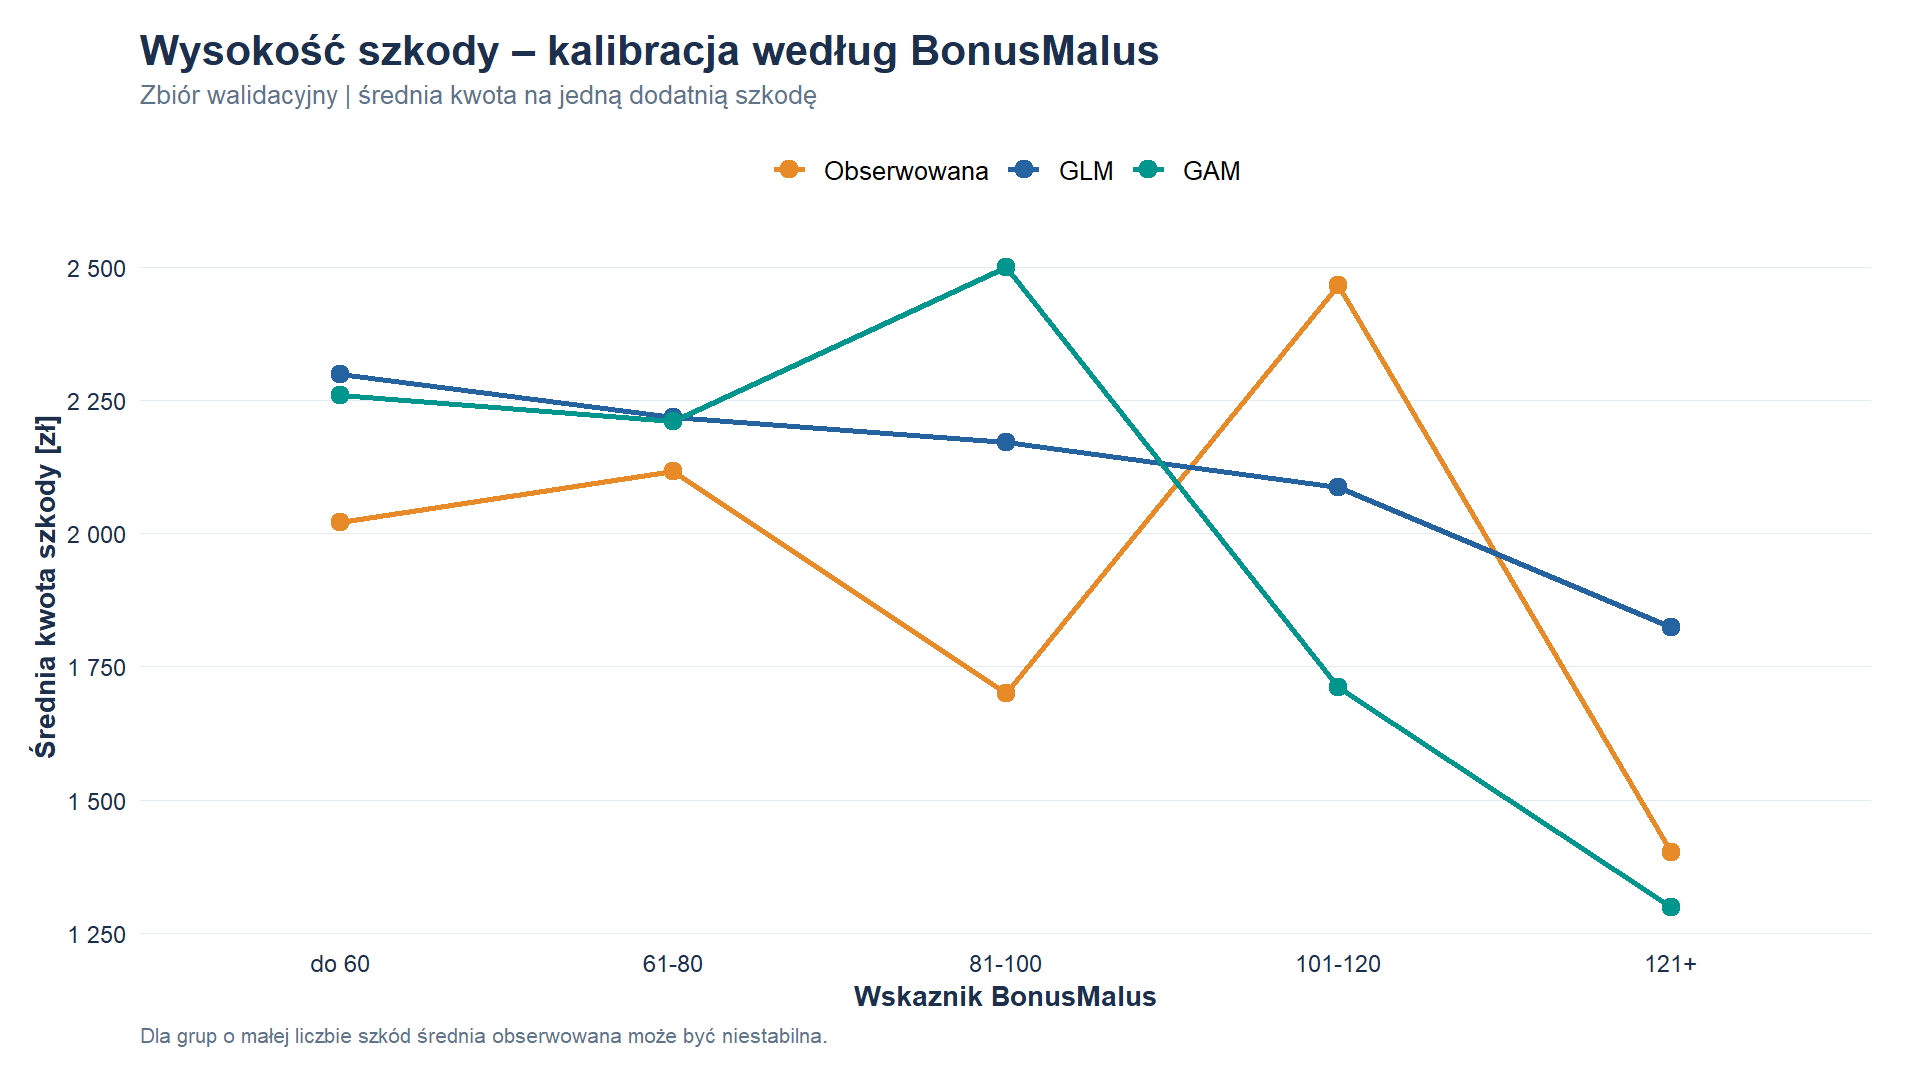 Wysokość szkody – kalibracja według BonusMalus
Zbiór walidacyjny | średnia kwota na jedną dodatnią szkodę
Obserwowana GLM GAM
Średnia kwota szkody [zł]
2 500
2 250
2 000
1 750
1 500
1 250
do 60 61-80 81-100 101-120 121+
Wskaznik BonusMalus
Dla grup o małej liczbie szkód średnia obserwowana może być niestabilna.